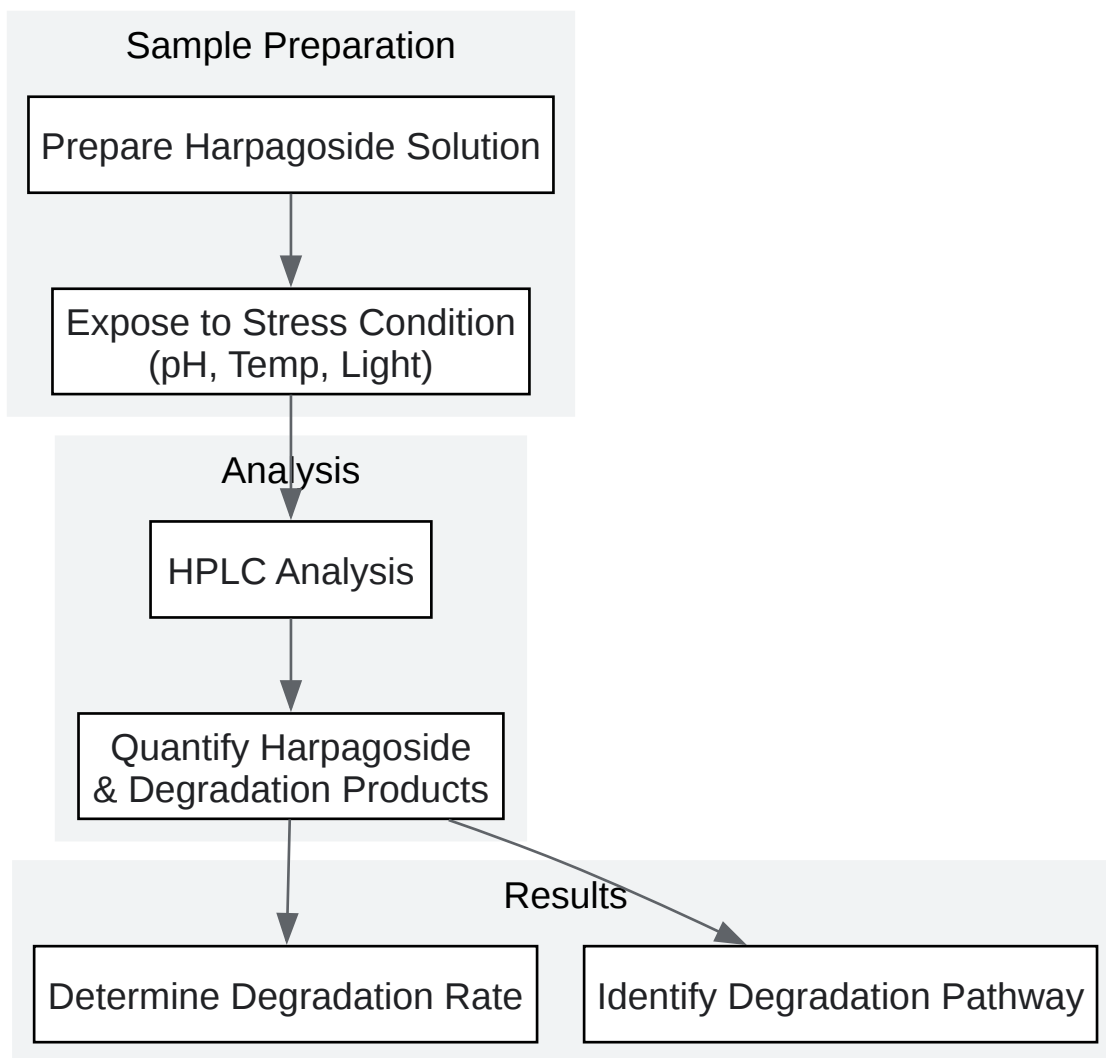 Sample Preparation
Prepare Harpagoside Solution
Expose to Stress Condition
(pH, Temp, Light)
Analysis
HPLC Analysis
Quantify Harpagoside
& Degradation Products
Results
Determine Degradation Rate
Identify Degradation Pathway